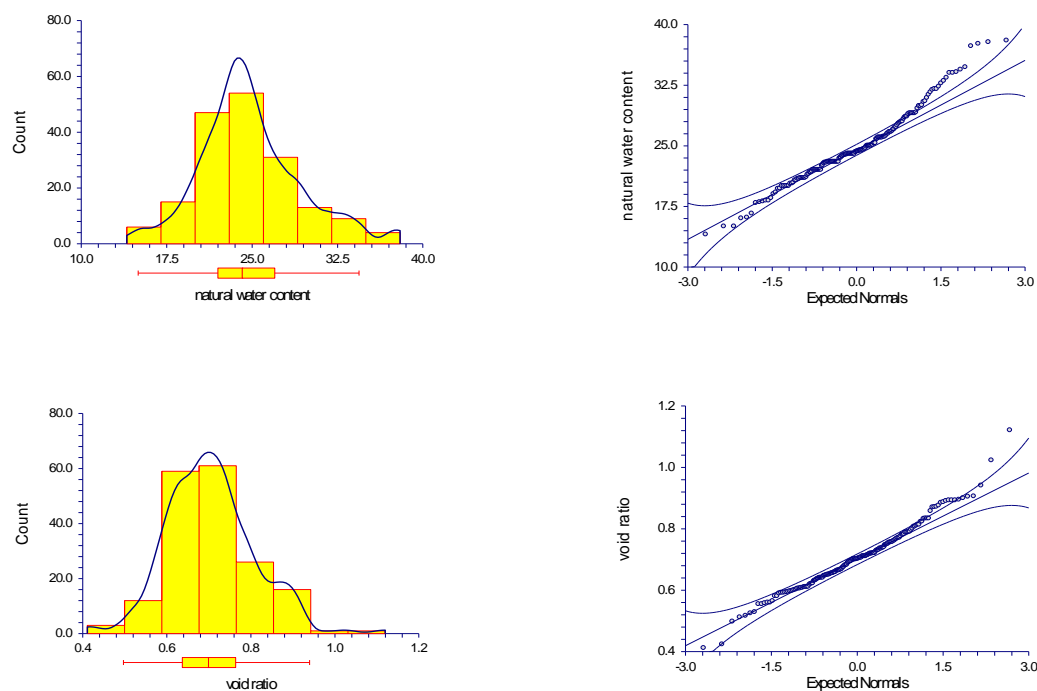 80.0
60.0
40.0
20.0
0.0
Count
10.0 17.5 25.0 32.5 40.0
natural water content
40.0
32.5
25.0
17.5
10.0
natural water content
-3.0 -1.5 0.0 1.5 3.0
Expected Normals
80.0
60.0
40.0
20.0
0.0
Count
0.4 0.6 0.8 1.0 1.2
void ratio
1.2
1.0
0.8
0.6
0.4
void ratio
-3.0 -1.5 0.0 1.5 3.0
Expected Normals